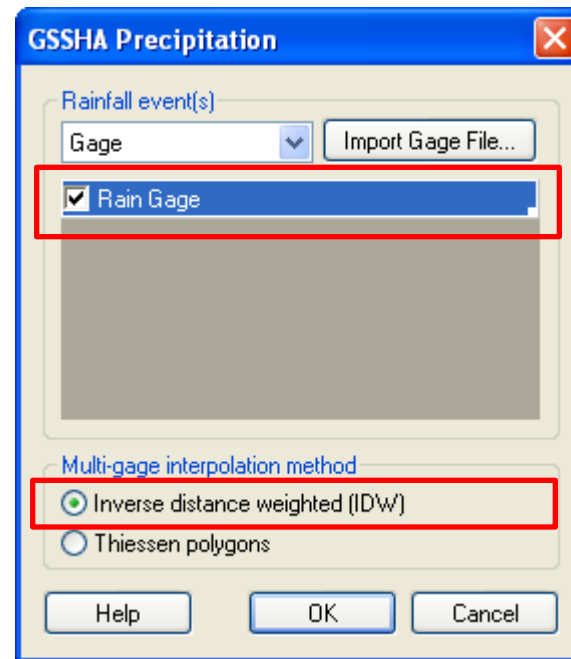 GSSHA Precipitation
Rainfall event(s)
Gage Import Gage File...
Rain Gage
Multi-gage interpolation method
Inverse distance weighted (IDW)
Thiessen polygons
Help OK Cancel